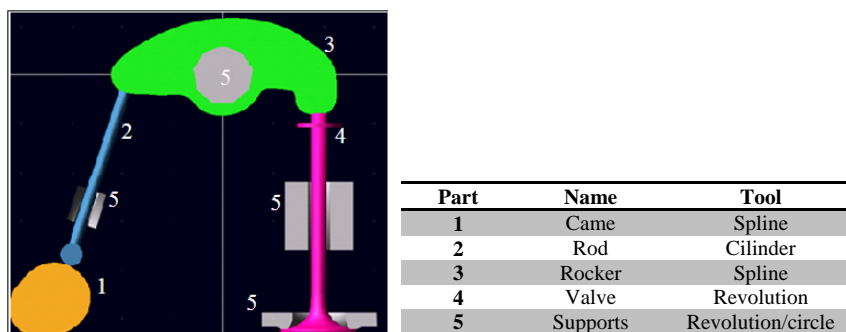 3
5
4
2
5
5
5
1
Part Name Tool
1 Came Spline
2 Rod Cilinder
3 Rocker Spline
4 Valve Revolution
5 Supports Revolution/circle